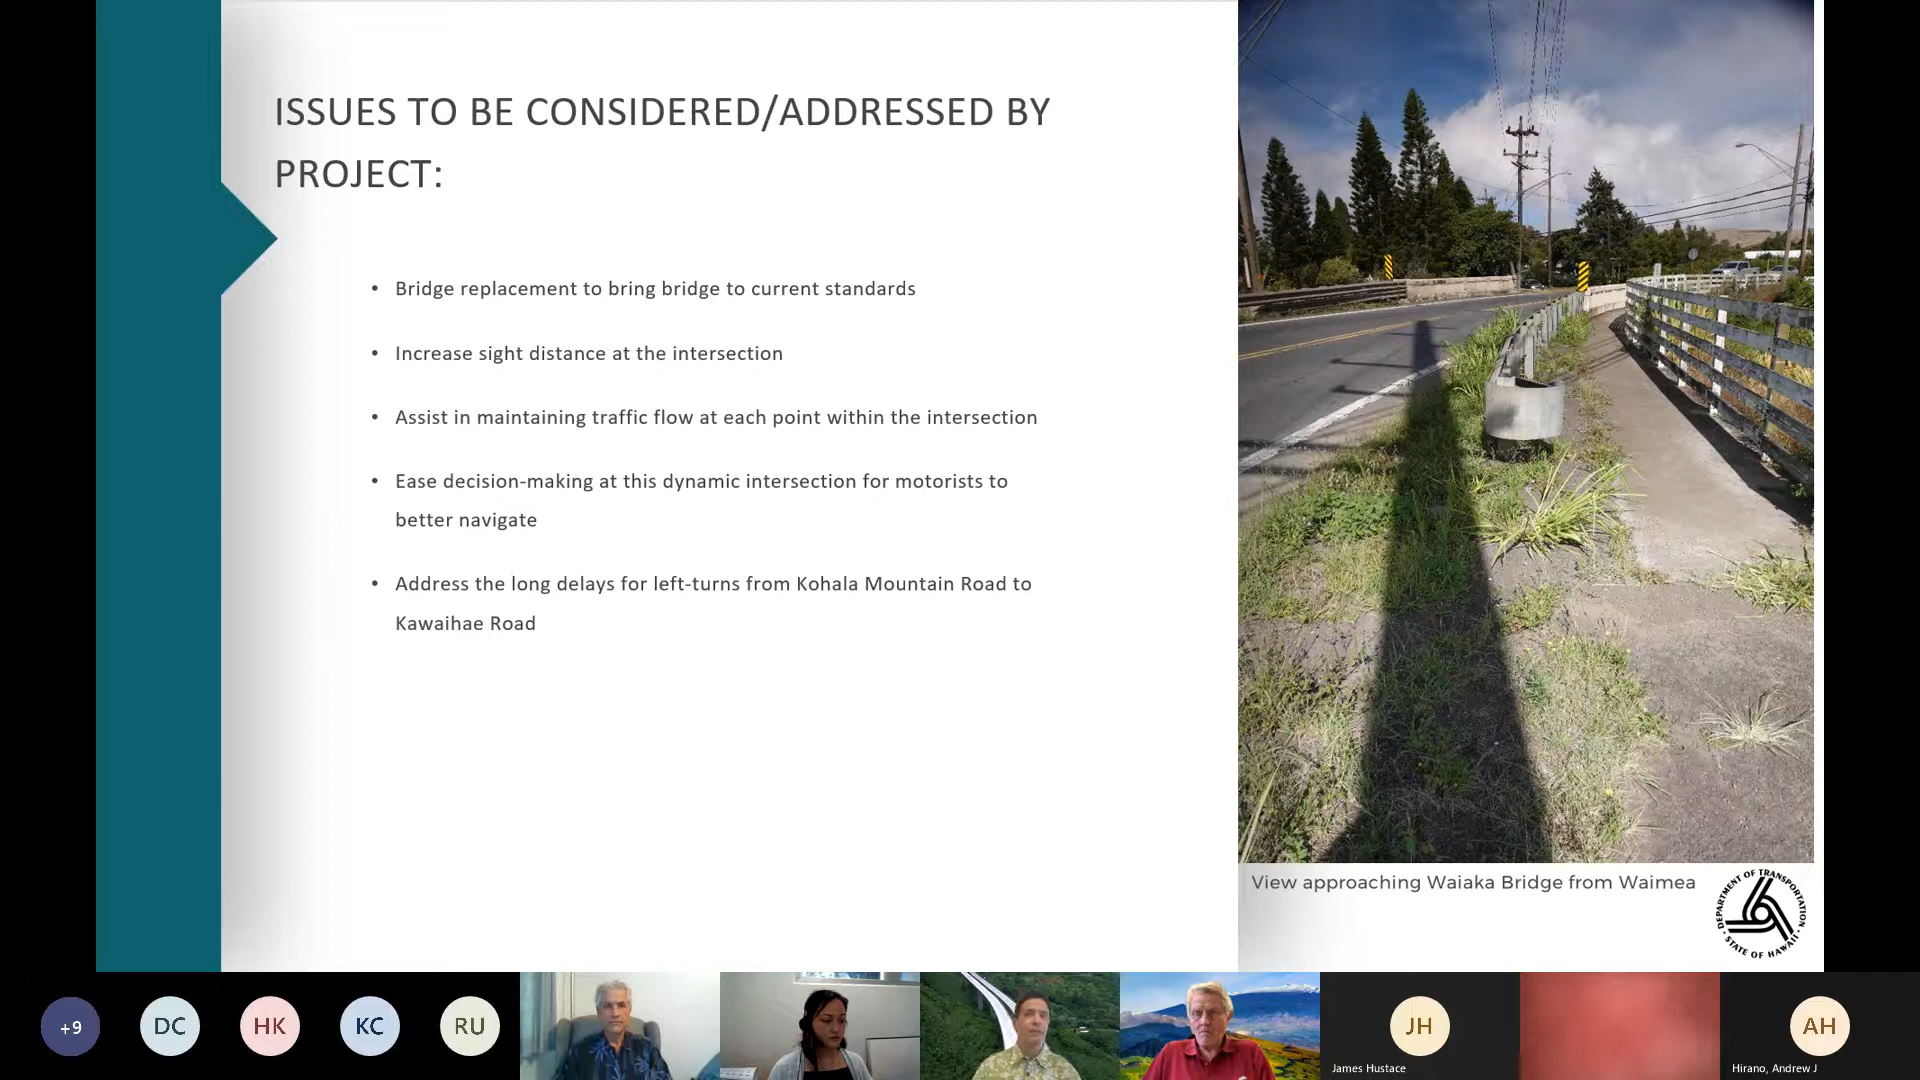 ISSUES TO BE CONSIDERED/ADDRESSED BY
PROJECT:
• Bridge replacement to bring bridge to current standards
• Increase sight distance at the intersection
• Assist in maintaining traffic flow at each point within the intersection
• Ease decision-making at this dynamic intersection for motorists to
better navigate
• Address the long delays for left-turns from Kohala Mountain Road to
Kawaihae Road
View approaching Waiaka Bridge from Waimea
DEPARTMENT OF TRANSPORTATION
STATE OF HAWAII
+9
DC
HK
KC
RU
JH
James Hustace
AH
Hirano, Andrew J